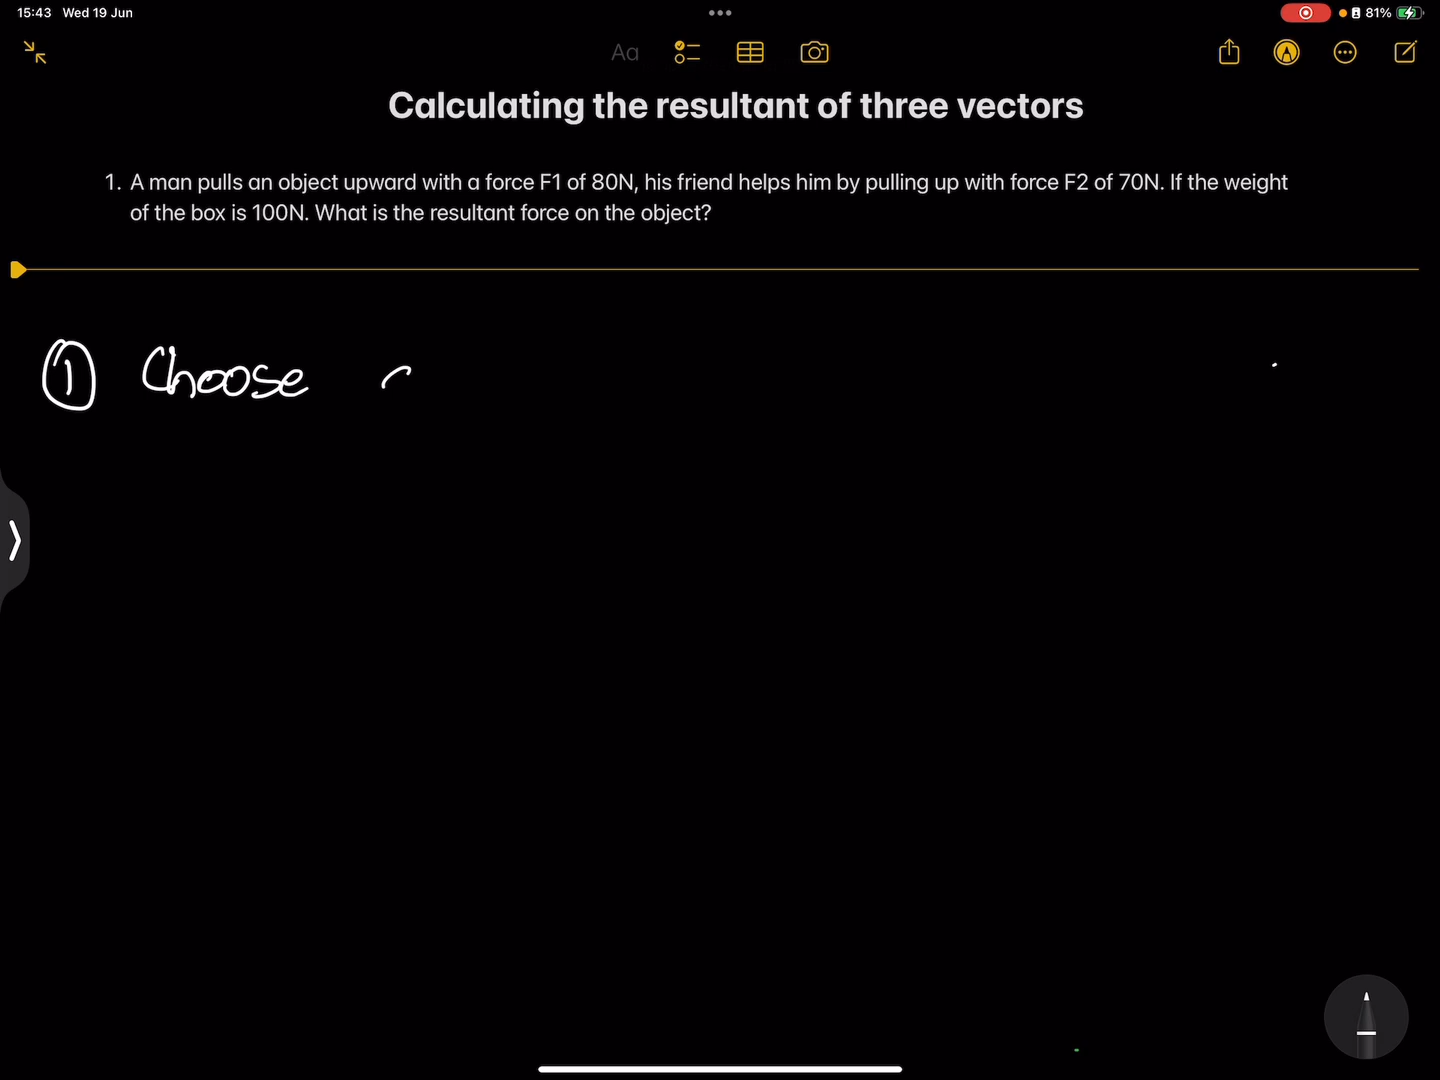 15:43 Wed 19 Jun
81%
Aa
Calculating the resultant of three vectors
1. A man pulls an object upward with a force F1 of 80N, his friend helps him by pulling up with force F2 of 70N. If the weight
of the box is 100N. What is the resultant force on the object?
① Choose